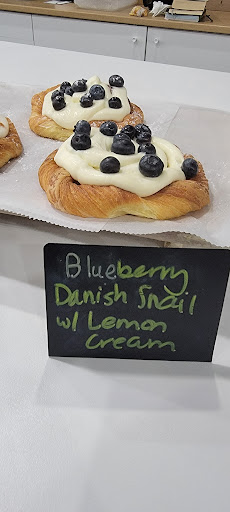 Blueberry
Danish Snail
w/ Lemon
Cream